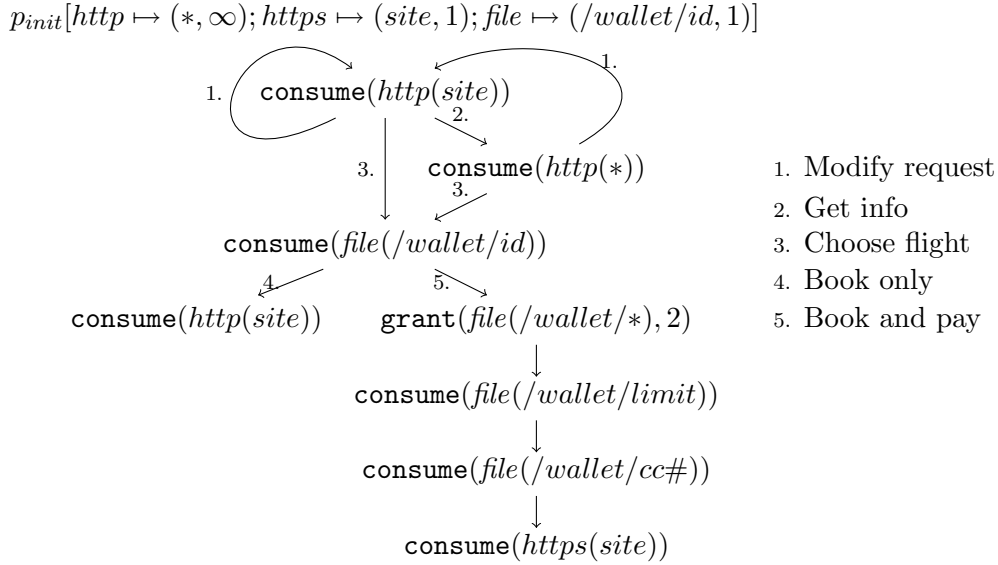 p_init[http ↦ (∗, ∞); https ↦ (site, 1); file ↦ (/wallet/id, 1)]
1.
consume(http(site))
1.
2.
3.
consume(http(∗))
3.
consume(file(/wallet/id))
4.
5.
consume(http(site))
grant(file(/wallet/∗), 2)
consume(file(/wallet/limit))
consume(file(/wallet/cc#))
consume(https(site))
1. Modify request
2. Get info
3. Choose flight
4. Book only
5. Book and pay